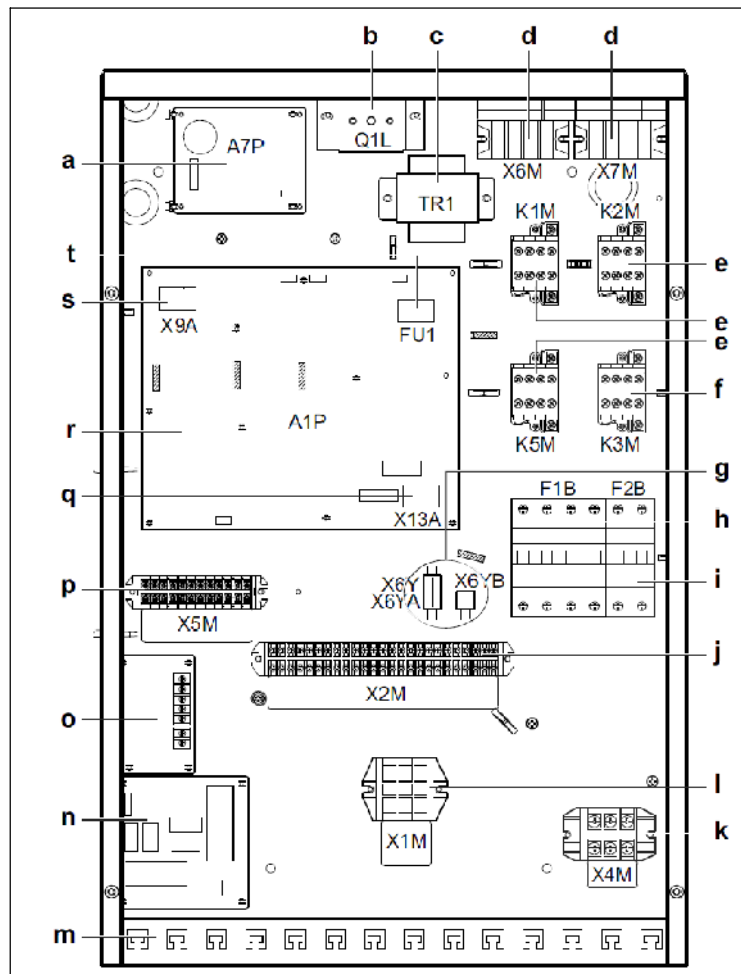 b c d d
a A7P Q1L
X6M X7M
TR1
K1M K2M
t
e
s X9A FU1 e
e
f
r A1P K5M K3M
g
q X13A F1B F2B
h
p X6Y X6YB i
X6YA
X5M
j
X2M
o
l
n X1M k
X4M
m